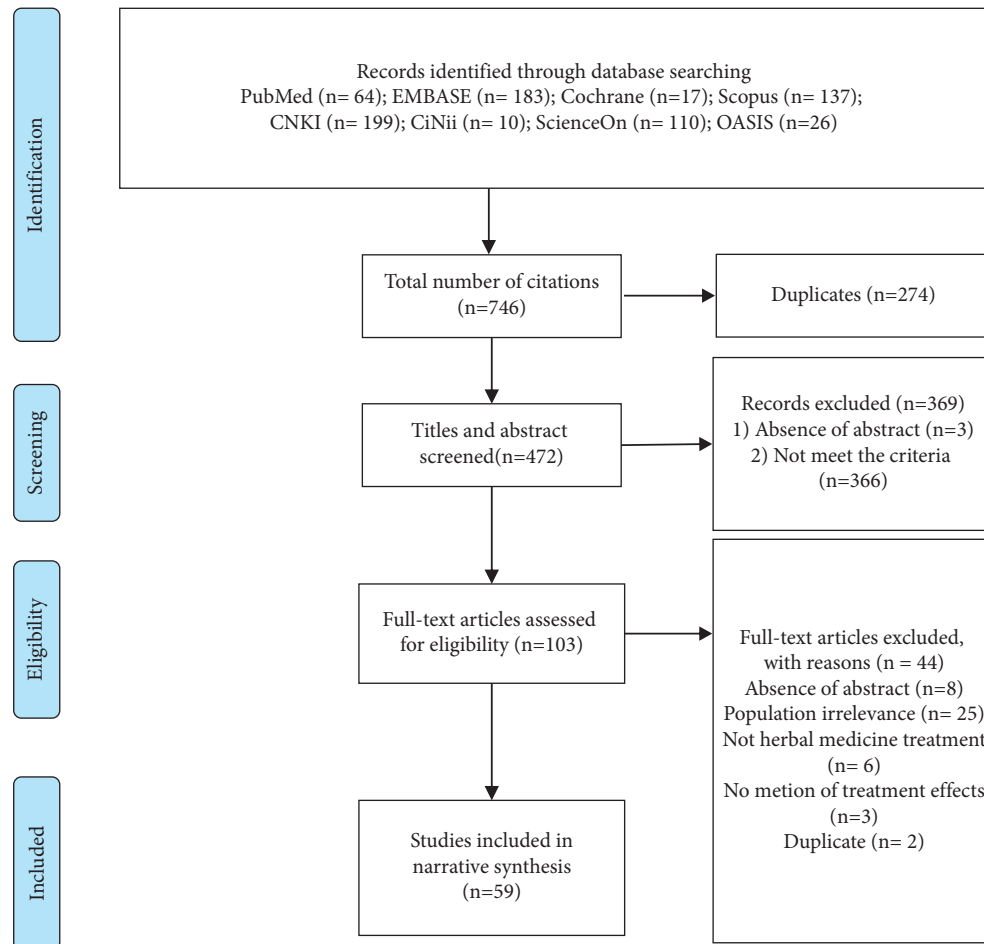 Identification
Records identified through database searching
PubMed (n= 64); EMBASE (n= 183); Cochrane (n=17); Scopus (n= 137);
CNKI (n= 199); CiNii (n= 10); ScienceOn (n= 110); OASIS (n=26)
Total number of citations
(n=746)
Duplicates (n=274)
Screening
Titles and abstract
screened(n=472)
Records excluded (n=369)
1) Absence of abstract (n=3)
2) Not meet the criteria
(n=366)
Eligibility
Full-text articles assessed
for eligibility (n=103)
Full-text articles excluded,
with reasons (n = 44)
Absence of abstract (n=8)
Population irrelevance (n= 25)
Not herbal medicine treatment
(n= 6)
No metion of treatment effects
(n=3)
Duplicate (n= 2)
Included
Studies included in
narrative synthesis
(n=59)